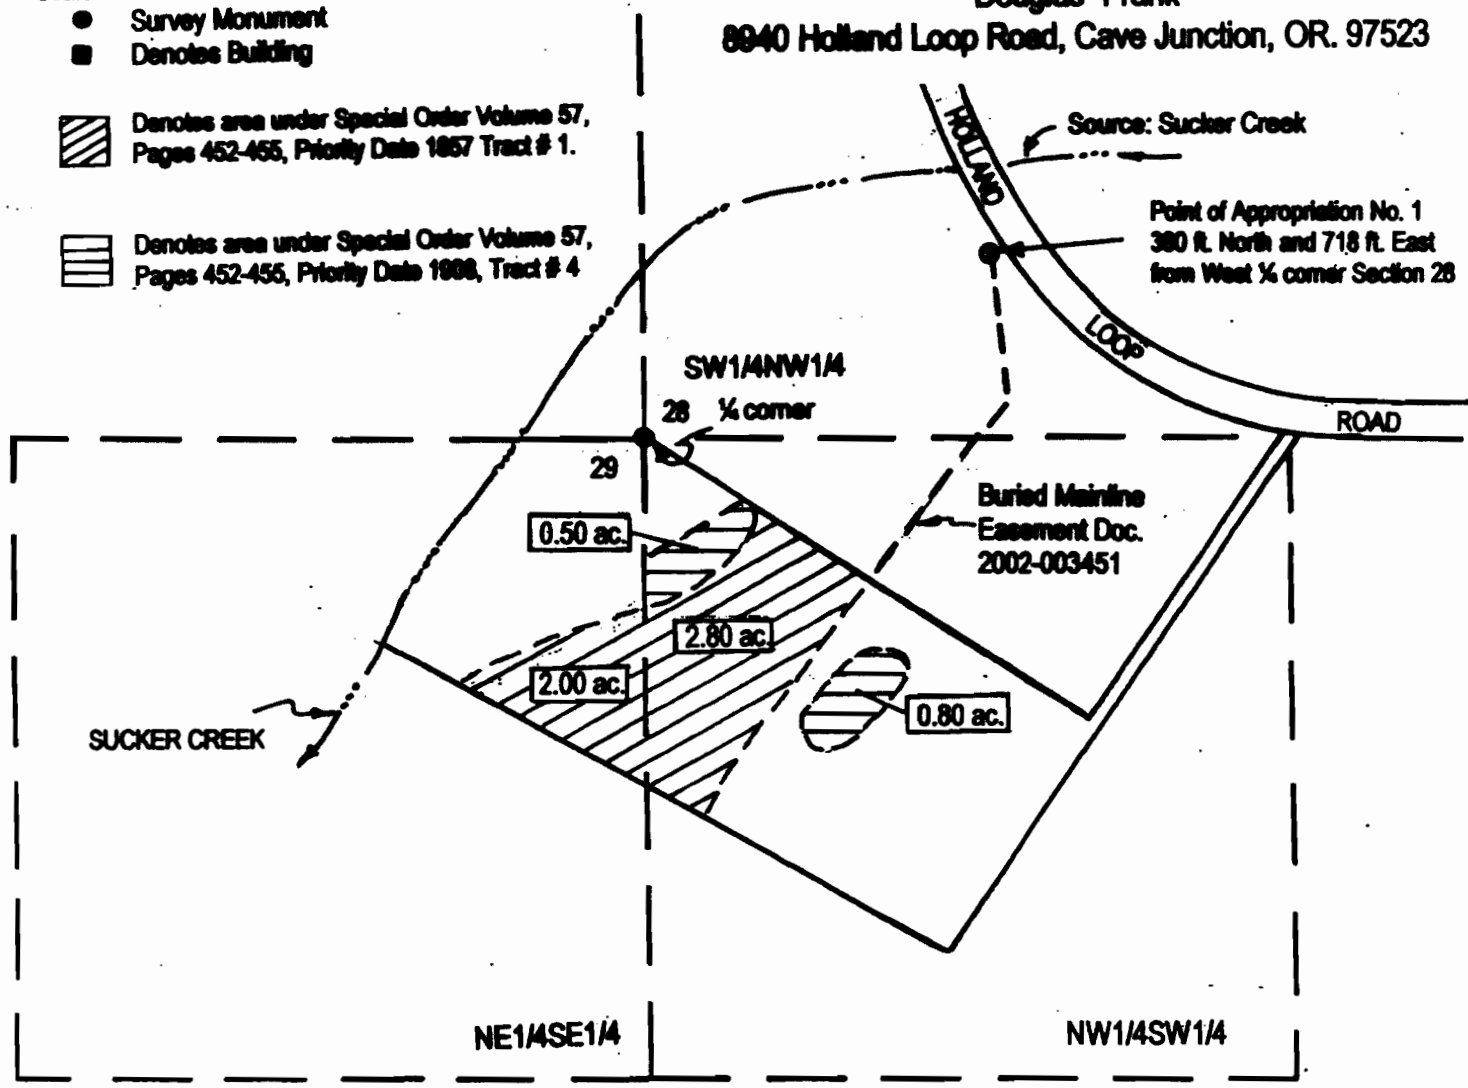 Survey Monument
Denotes Building
Douglas Frank
8940 Holland Loop Road, Cave Junction, OR. 97523
Denotes area under Special Order Volume 57,
Pages 452-455, Priority Date 1857 Tract # 1.
Denotes area under Special Order Volume 57,
Pages 452-455, Priority Date Tract # 4
HOLLAND
LOOP
ROAD
Source: Sucker Creek
Point of Appropriation No. 1
380 ft. North and 718 ft. East
from West ¼ corner Section 28
SW1/4NW1/4
28 ¼ corner
29
0.50 ac.
Buried Mainline
Easement Doc.
2002-003451
2.80 ac.
2.00 ac.
0.80 ac.
SUCKER CREEK
NE1/4SE1/4
NW1/4SW1/4